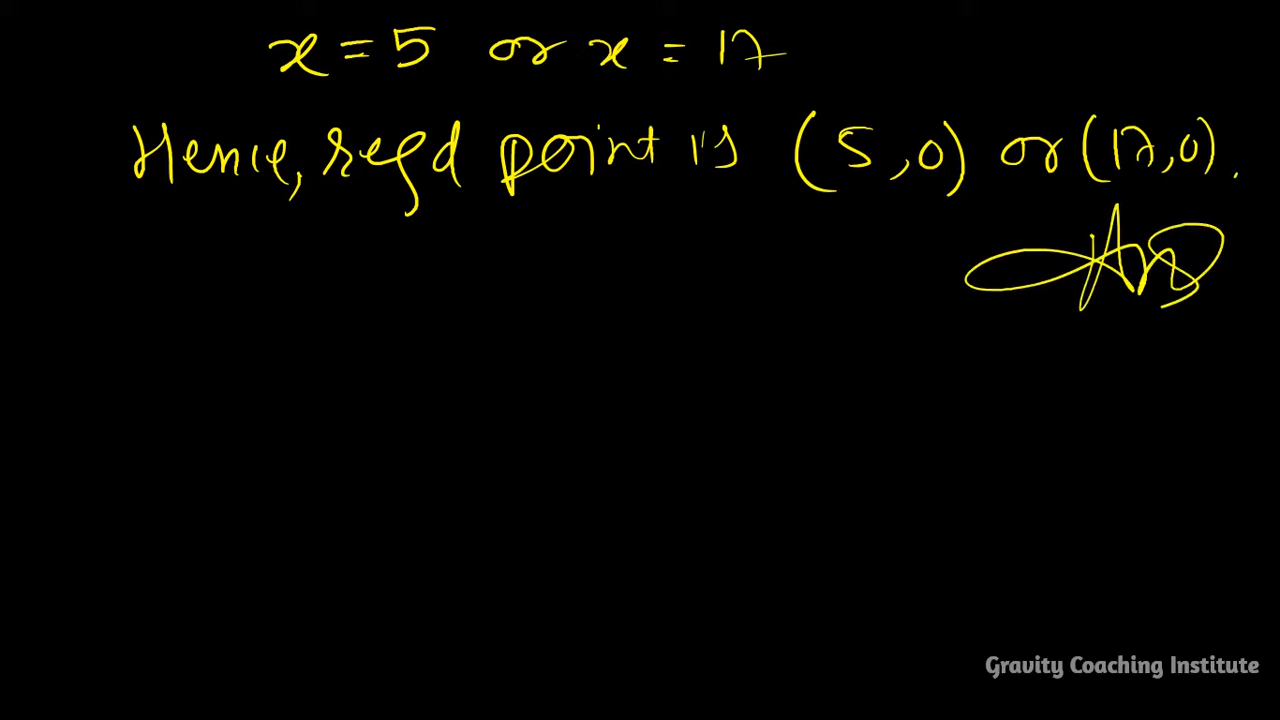 x = 5 or x = 17
Hence, reqd point is (5,0) or (17,0).
Ans
Gravity Coaching Institute